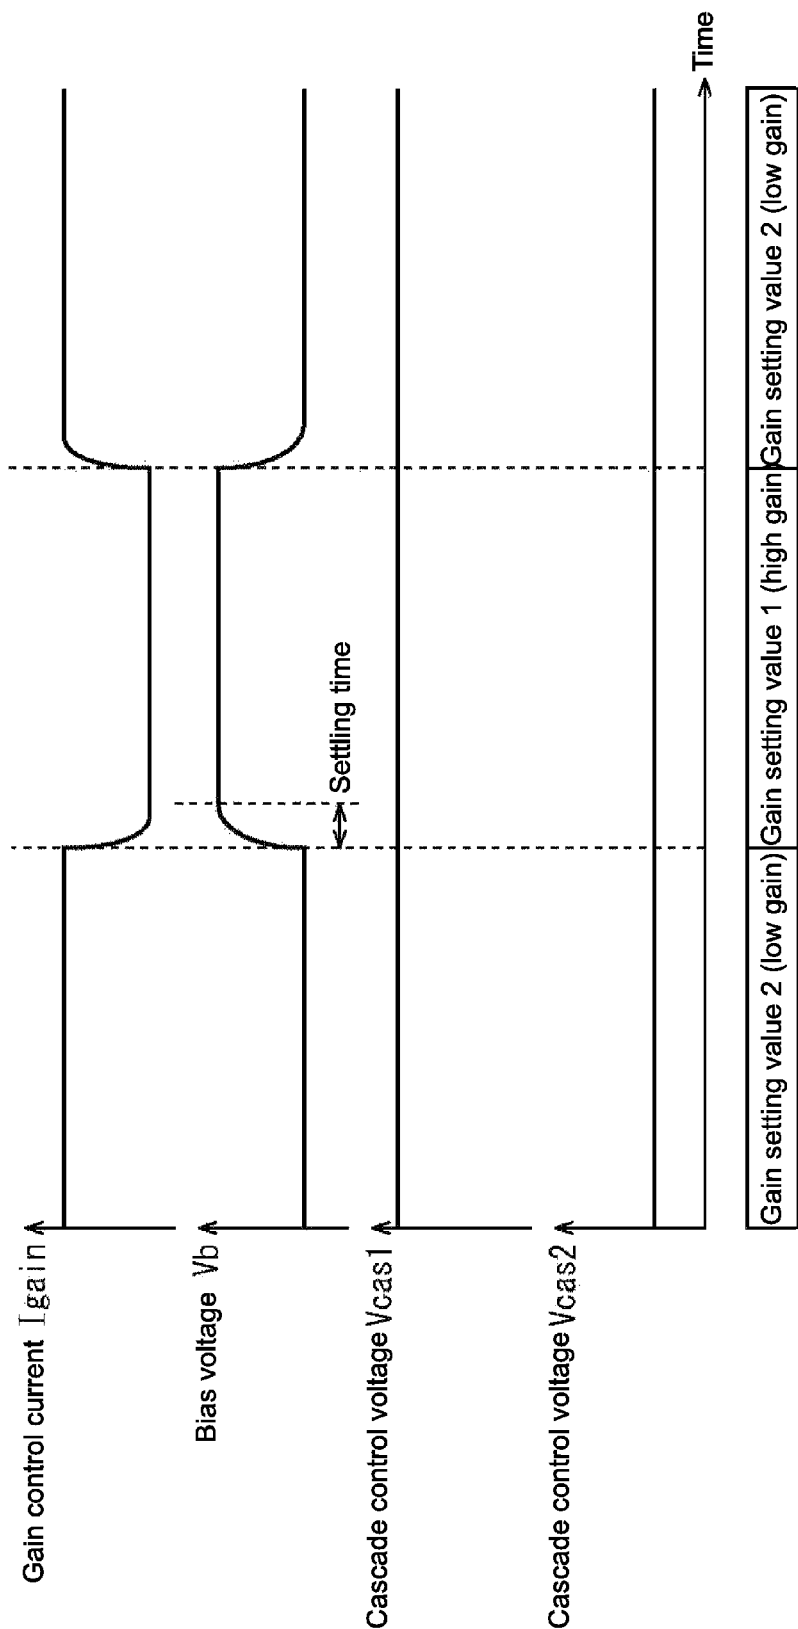 Gain control current Igain
Bias voltage Vb
Settling time
Cascade control voltage Vcas1
Cascade control voltage Vcas2
Time
Gain setting value 2 (low gain)
Gain setting value 1 (high gain
Gain setting value 2 (low gain)